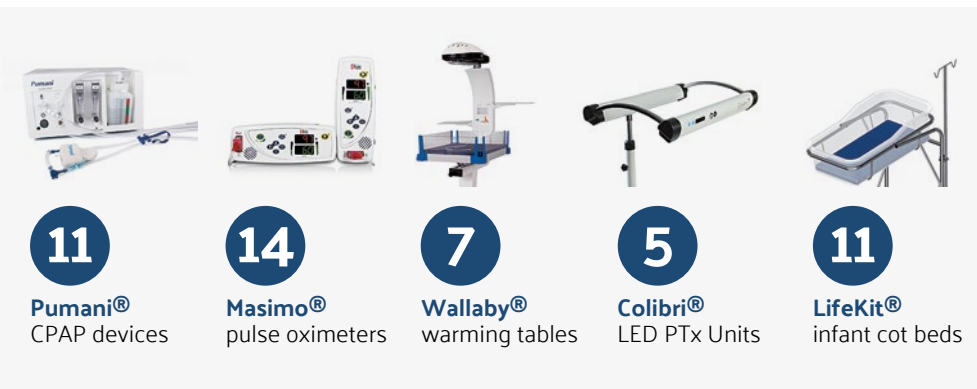 Pumani
11
Pumani®
CPAP devices
14
Masimo®
pulse oximeters
7
Wallaby®
warming tables
5
Colibri®
LED PTx Units
11
LifeKit®
infant cot beds